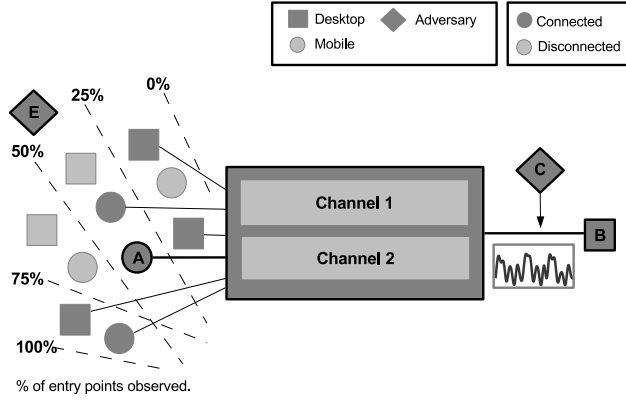 Desktop
Adversary
Mobile
Connected
Disconnected
0%
25%
E
50%
C
Channel 1
B
A
Channel 2
75%
100%
% of entry points observed.